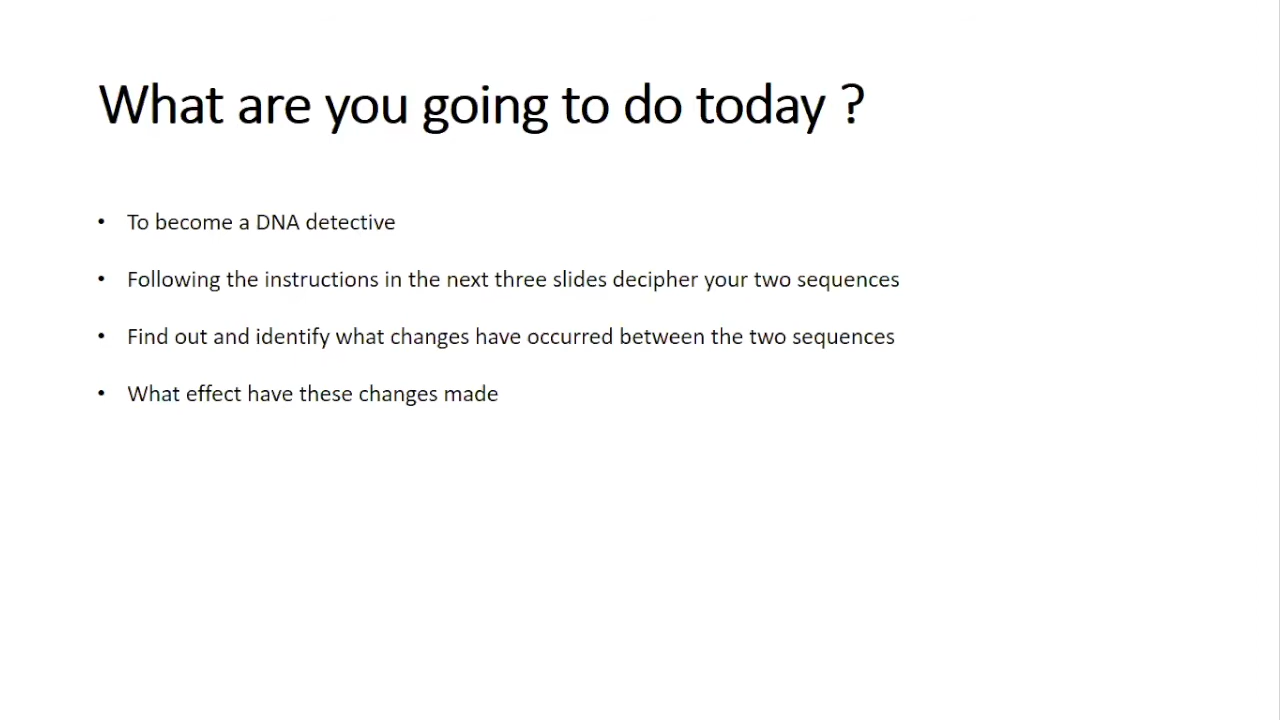 What are you going to do today ?
• To become a DNA detective
• Following the instructions in the next three slides decipher your two sequences
• Find out and identify what changes have occurred between the two sequences
• What effect have these changes made